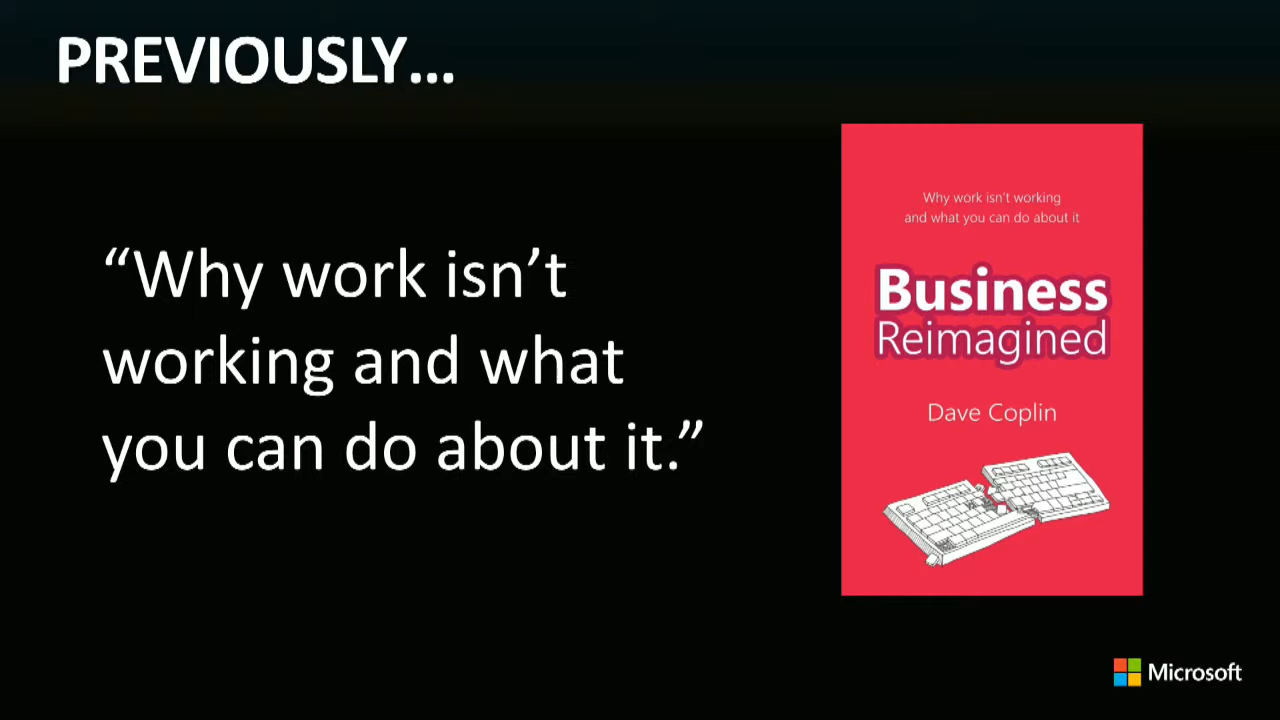 PREVIOUSLY...
“Why work isn’t
working and what
you can do about it.”
Why work isn’t working
and what you can do about it
Business
Reimagined
Dave Coplin
Microsoft